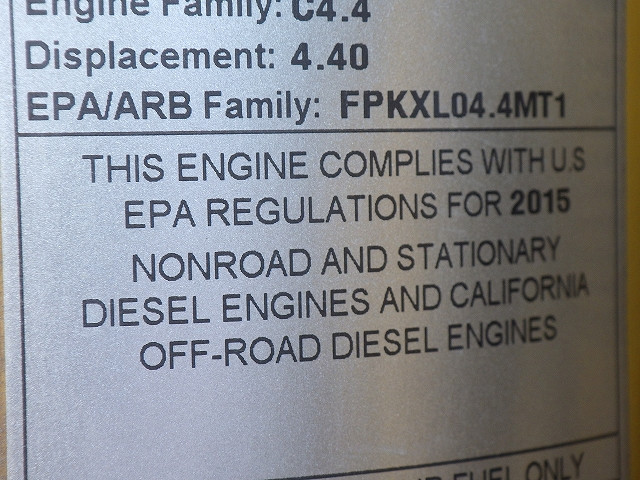 Engine Family: C4.4
Displacement: 4.40
EPA/ARB Family: FPKXL04.4MT1
THIS ENGINE COMPLIES WITH U.S
EPA REGULATIONS FOR 2015
NONROAD AND STATIONARY
DIESEL ENGINES AND CALIFORNIA
OFF-ROAD DIESEL ENGINES
FUEL ONLY